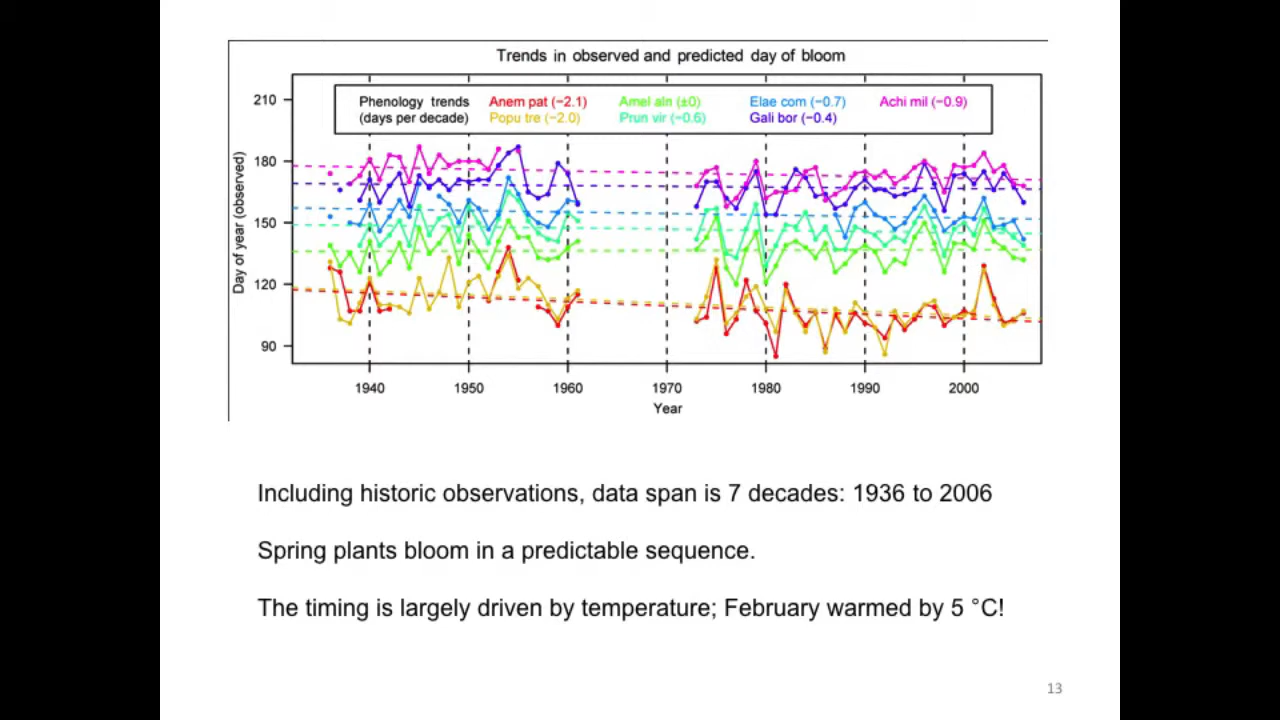 Trends in observed and predicted day of bloom
Phenology trends Anem pat (−2.1) Amel aln (±0) Elae com (−0.7) Achi mil (−0.9)
(days per decade) Popu tre (−2.0) Prun vir (−0.6) Gali bor (−0.4)
Day of year (observed)
210
180
150
120
90
1940 1950 1960 1970 1980 1990 2000
Year
Including historic observations, data span is 7 decades: 1936 to 2006
Spring plants bloom in a predictable sequence.
The timing is largely driven by temperature; February warmed by 5 °C!
13